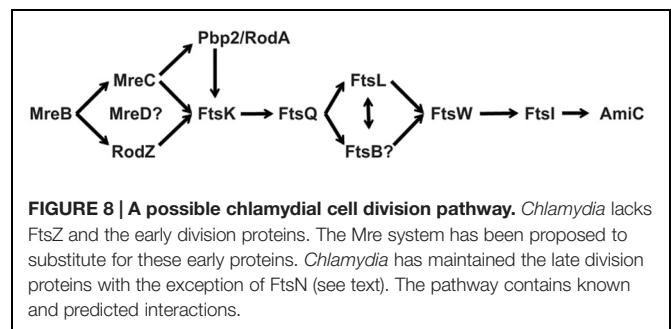 Pbp2/RodA
MreC FtsL
MreB MreD? FtsK FtsQ FtsW FtsI AmiC
RodZ FtsB?
FIGURE 8 | A possible chlamydial cell division pathway. Chlamydia lacks
FtsZ and the early division proteins. The Mre system has been proposed to
substitute for these early proteins. Chlamydia has maintained the late division
proteins with the exception of FtsN (see text). The pathway contains known
and predicted interactions.